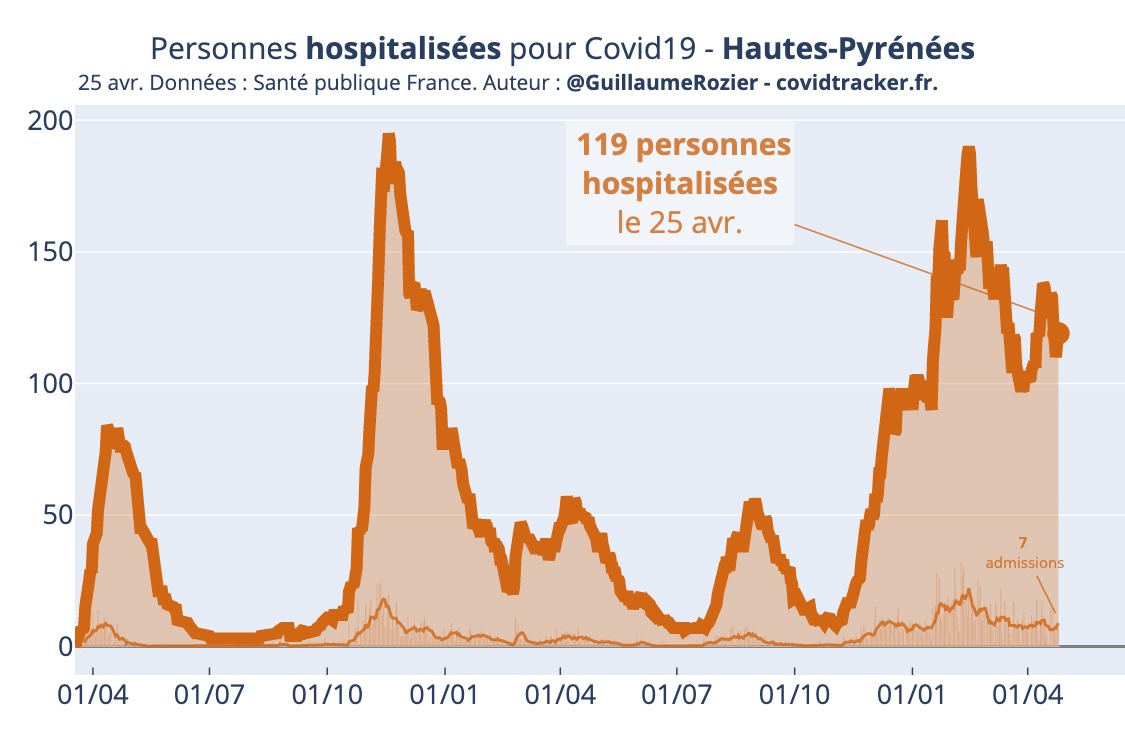 Personnes hospitalisées pour Covid19 - Hautes-Pyrénées
25 avr. Données : Santé publique France. Auteur : @GuillaumeRozier - covidtracker.fr.
200
119 personnes
hospitalisées
le 25 avr.
150
100
50
7
admissions
0
01/04 01/07 01/10 01/01 01/04 01/07 01/10 01/01 01/04